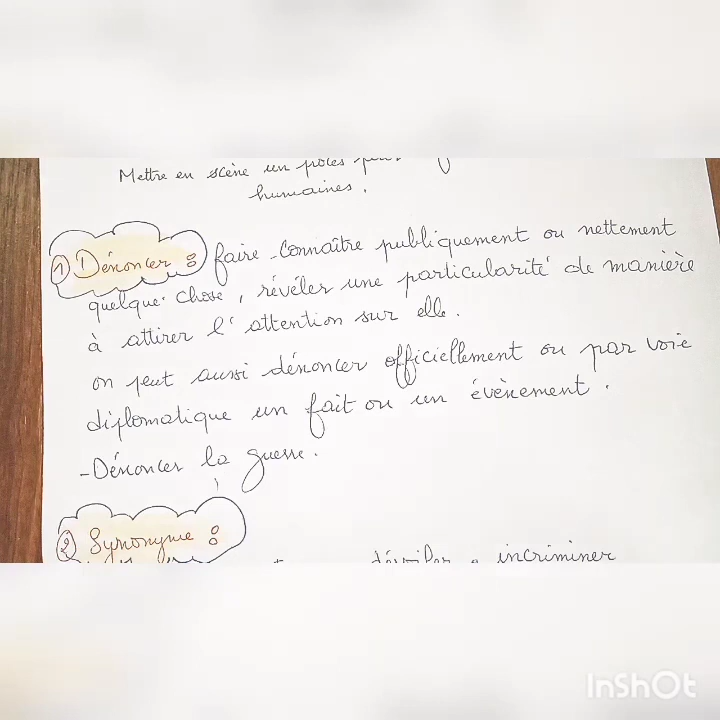 Mettre en scène un
humaines.
1) Dénoncer : faire connaître publiquement ou nettement
quelque chose, révéler une particularité de manière
à attirer l'attention sur elle.
on peut aussi dénoncer officiellement ou par voie
diplomatique un fait ou un évènement.
- Dénoncer la guerre.
2) Synonyme :
dévoiler incriminer
InShOt